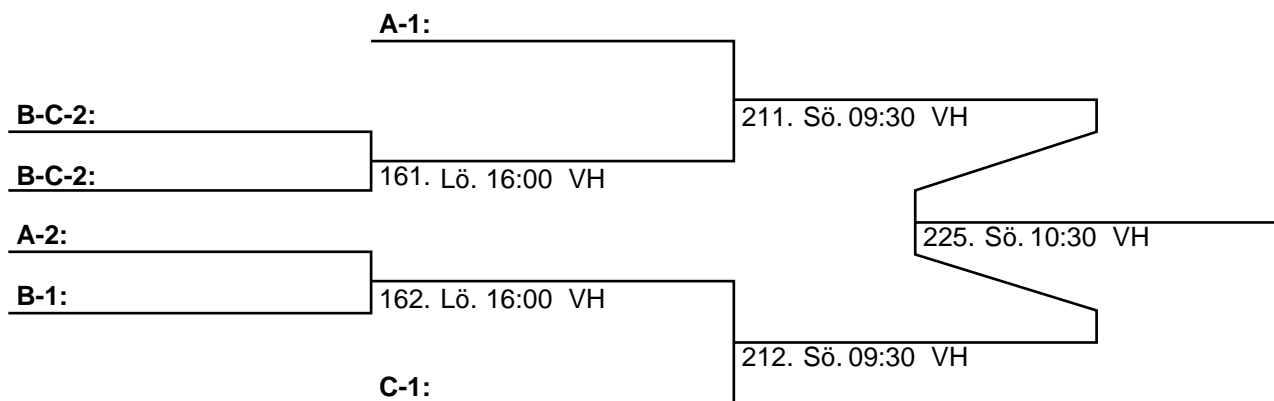 A-1:
B-C-2:
211. Sö. 09:30 VH
B-C-2:
161. Lö. 16:00 VH
A-2:
225. Sö. 10:30 VH
B-1:
162. Lö. 16:00 VH
212. Sö. 09:30 VH
C-1: